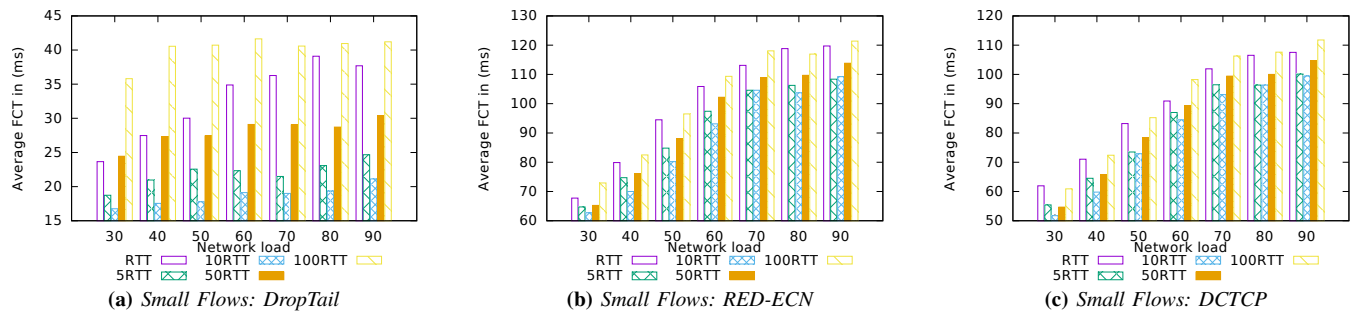 45
40
35
30
25
20
15
Average FCT in (ms)
30 40 50 60 70 80 90
Network load
RTT 10RTT 100RTT
5RTT 50RTT
(a) Small Flows: DropTail
130
120
110
100
90
80
70
60
Average FCT in (ms)
30 40 50 60 70 80 90
Network load
RTT 10RTT 100RTT
5RTT 50RTT
(b) Small Flows: RED-ECN
120
110
100
90
80
70
60
50
Average FCT in (ms)
30 40 50 60 70 80 90
Network load
RTT 10RTT 100RTT
5RTT 50RTT
(c) Small Flows: DCTCP